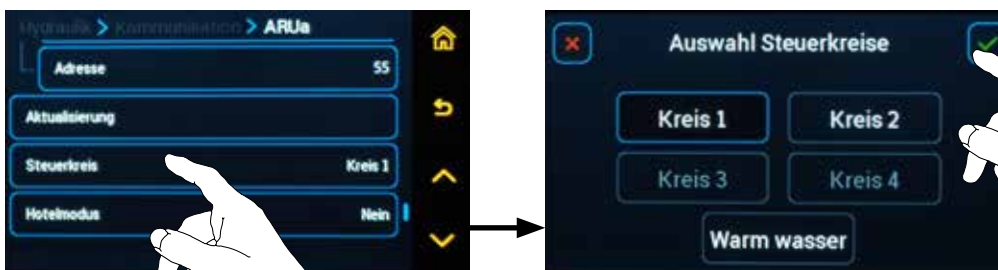 Hydraulik > Kommunikation > ARUa
Adresse 55
Aktualisierung
Steuerkreis Kreis 1
Hotelmodus Nein
Auswahl Steuerkreise
Kreis 1 Kreis 2
Kreis 3 Kreis 4
Warm wasser